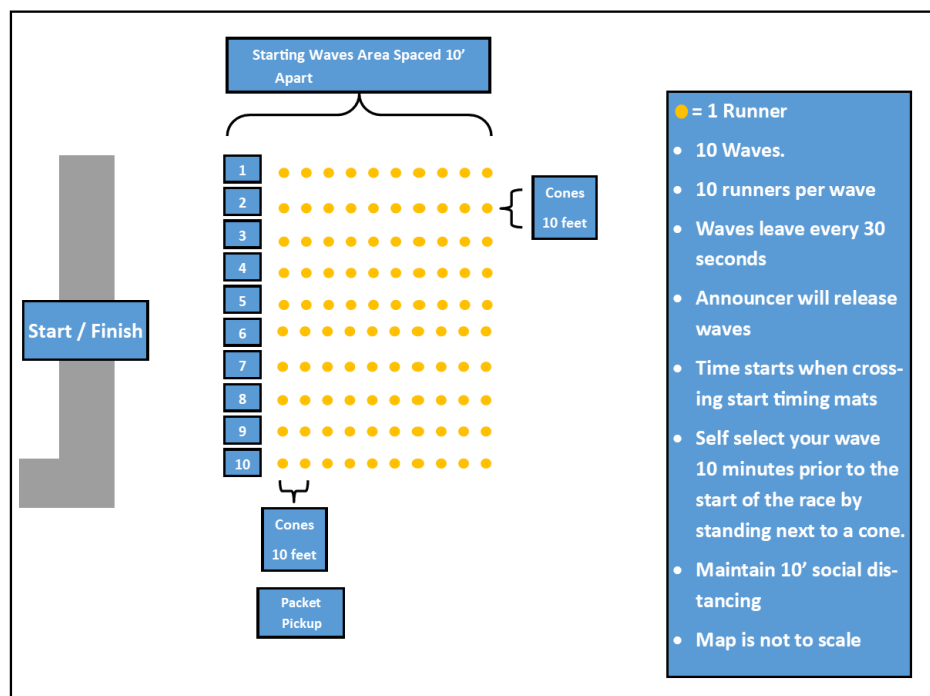 Starting Waves Area Spaced 10’
Apart
1
2
3
4
5
6
7
8
9
10
Start / Finish
Cones
10 feet
Cones
10 feet
Packet
Pickup
= 1 Runner
• 10 Waves.
• 10 runners per wave
• Waves leave every 30
seconds
• Announcer will release
waves
• Time starts when cross-
ing start timing mats
• Self select your wave
10 minutes prior to the
start of the race by
standing next to a cone.
• Maintain 10’ social dis-
tancing
• Map is not to scale